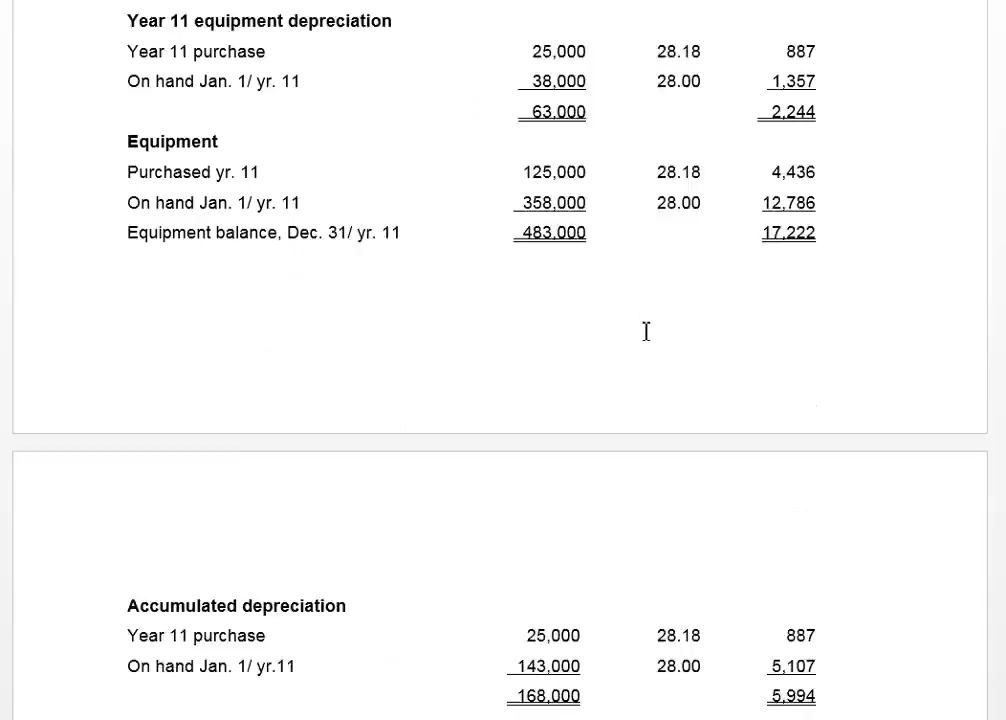 Year 11 equipment depreciation
Year 11 purchase 25,000 28.18 887
On hand Jan. 1/ yr. 11 38,000 28.00 1,357
63,000 2,244
Equipment
Purchased yr. 11 125,000 28.18 4,436
On hand Jan. 1/ yr. 11 358,000 28.00 12,786
Equipment balance, Dec. 31/ yr. 11 483,000 17,222
Accumulated depreciation
Year 11 purchase 25,000 28.18 887
On hand Jan. 1/ yr.11 143,000 28.00 5,107
168,000 5,994